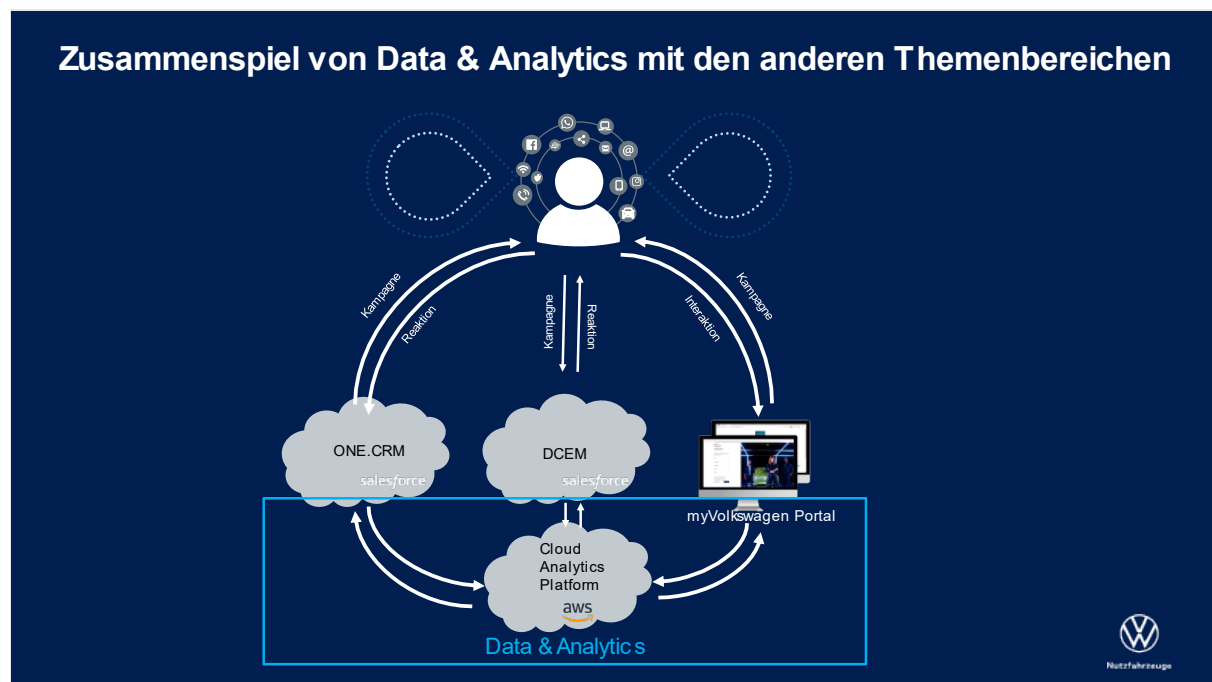 Zusammenspiel von Data & Analytics mit den anderen Themenbereichen
Kampagne
Reaktion
Kampagne
Reaktion
Interaktion
Kampagne
ONE.CRM
salesforce
DCEM
salesforce
myVolkswagen Portal
Cloud
Analytics
Platform
aws
Data & Analytics
Nutzfahrzeuge